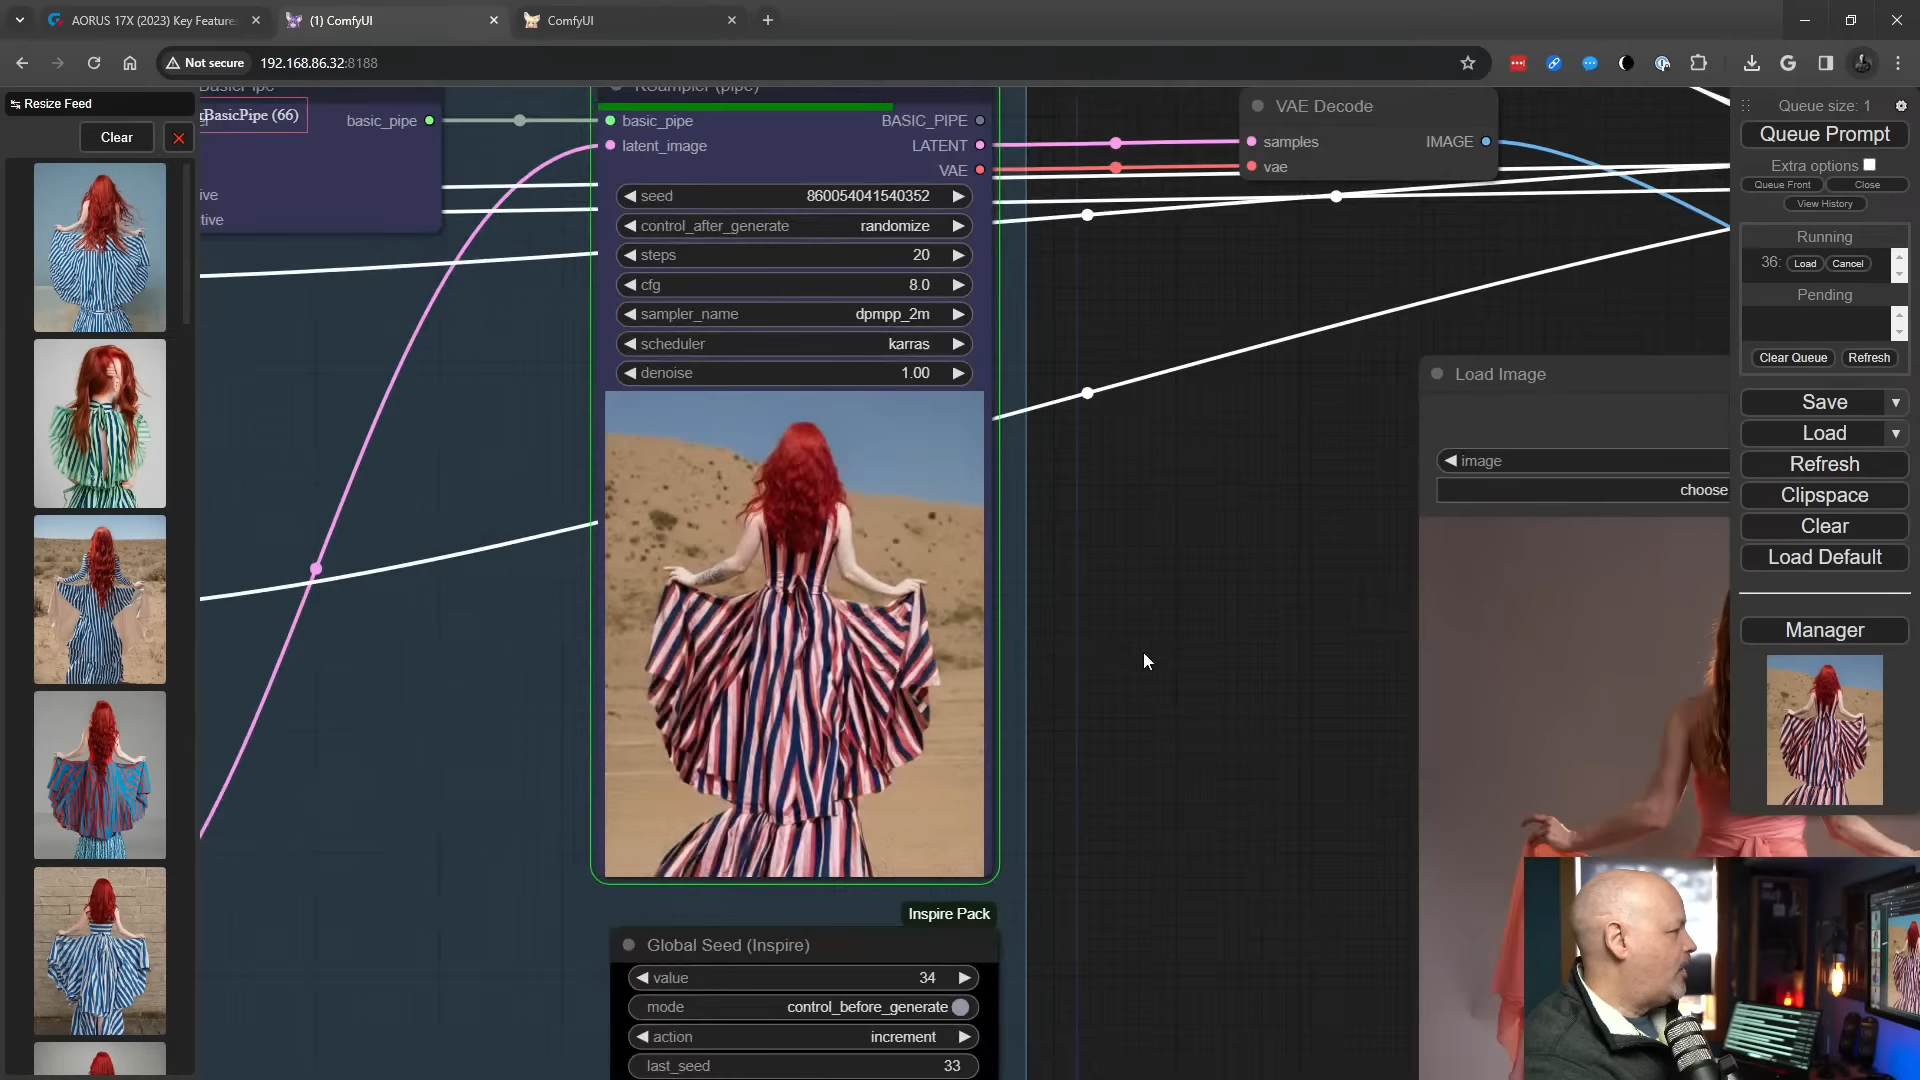 AORUS 17X (2023) Key Feature
(1) ComfyUI
ComfyUI
Not secure
192.168.86.32:8188
Resize Feed
Clear
BasicPipe (66)
basic_pipe
ive
tive
KSampler (pipe)
basic_pipe
BASIC_PIPE
latent_image
LATENT
VAE
seed
860054041540352
control_after_generate
randomize
steps
20
cfg
8.0
sampler_name
dpmpp_2m
scheduler
karras
denoise
1.00
Inspire Pack
Global Seed (Inspire)
value
34
mode
control_before_generate
action
increment
last_seed
33
VAE Decode
samples
IMAGE
vae
Load Image
image
choose
Queue size: 1
Queue Prompt
Extra options
Queue Front
Close
View History
Running
36:
Load
Cancel
Pending
Clear Queue
Refresh
Save
Load
Refresh
Clipspace
Clear
Load Default
Manager